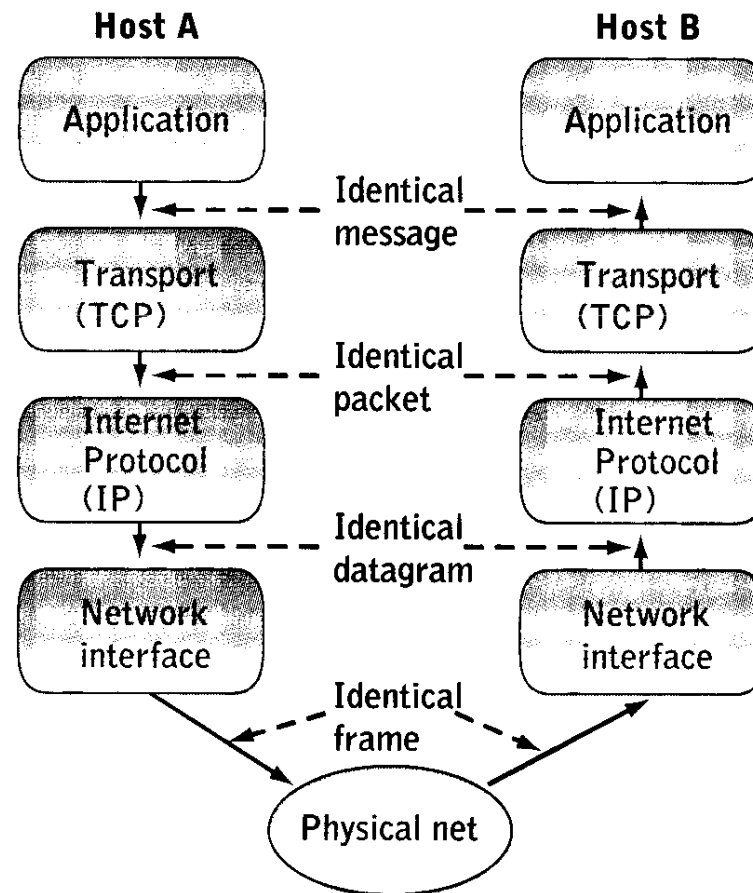 Host A
Host B
Application
Application
Identical
message
Transport
(TCP)
Transport
(TCP)
Identical
packet
Internet
Protocol
(IP)
Internet
Protocol
(IP)
Identical
datagram
Network
interface
Network
interface
Identical
frame
Physical net